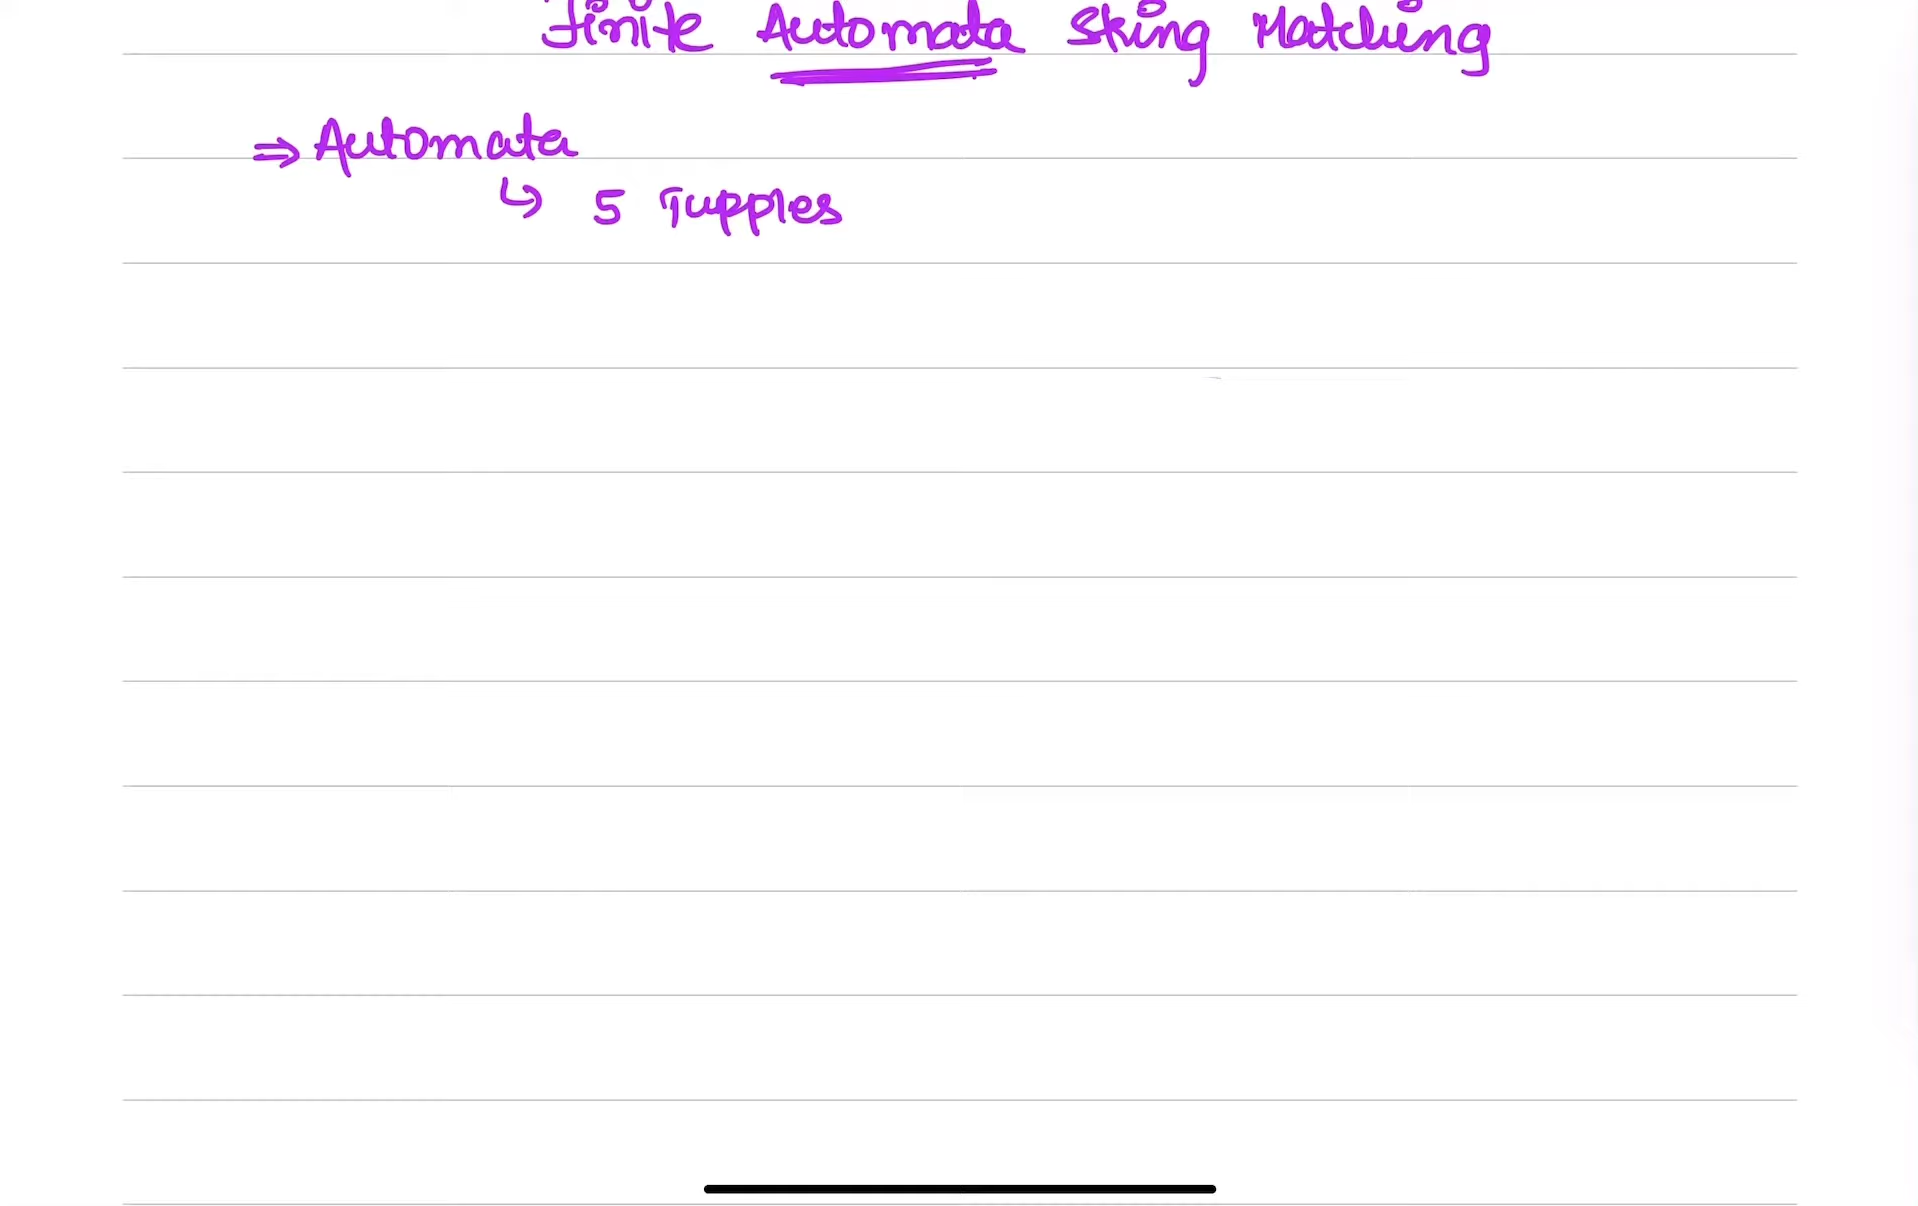 Finite Automata String Matching
⇒ Automata
↳ 5 Tupples